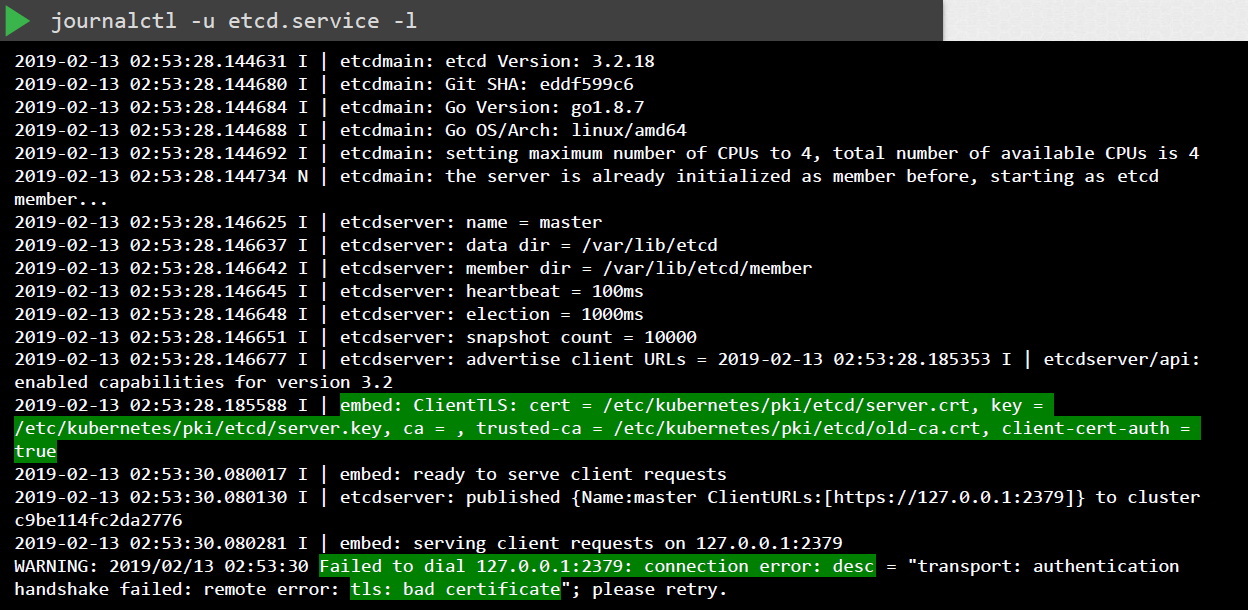 journalctl -u etcd.service -l
2019-02-13 02:53:28.144631 I | etcdmain: etcd Version: 3.2.18
2019-02-13 02:53:28.144680 I | etcdmain: Git SHA: eddf599c6
2019-02-13 02:53:28.144684 I | etcdmain: Go Version: go1.8.7
2019-02-13 02:53:28.144688 I | etcdmain: Go OS/Arch: linux/amd64
2019-02-13 02:53:28.144692 I | etcdmain: setting maximum number of CPUs to 4, total number of available CPUs is 4
2019-02-13 02:53:28.144734 N | etcdmain: the server is already initialized as member before, starting as etcd
member...
2019-02-13 02:53:28.146625 I | etcdserver: name = master
2019-02-13 02:53:28.146637 I | etcdserver: data dir = /var/lib/etcd
2019-02-13 02:53:28.146642 I | etcdserver: member dir = /var/lib/etcd/member
2019-02-13 02:53:28.146645 I | etcdserver: heartbeat = 100ms
2019-02-13 02:53:28.146648 I | etcdserver: election = 1000ms
2019-02-13 02:53:28.146651 I | etcdserver: snapshot count = 10000
2019-02-13 02:53:28.146677 I | etcdserver: advertise client URLs = 2019-02-13 02:53:28.185353 I | etcdserver/api:
enabled capabilities for version 3.2
2019-02-13 02:53:28.185588 I | embed: ClientTLS: cert = /etc/kubernetes/pki/etcd/server.crt, key =
/etc/kubernetes/pki/etcd/server.key, ca = , trusted-ca = /etc/kubernetes/pki/etcd/old-ca.crt, client-cert-auth =
true
2019-02-13 02:53:30.080017 I | embed: ready to serve client requests
2019-02-13 02:53:30.080130 I | etcdserver: published {Name:master ClientURLs:[https://127.0.0.1:2379]} to cluster
c9be114fc2da2776
2019-02-13 02:53:30.080281 I | embed: serving client requests on 127.0.0.1:2379
WARNING: 2019/02/13 02:53:30 Failed to dial 127.0.0.1:2379: connection error: desc = "transport: authentication
handshake failed: remote error: tls: bad certificate"; please retry.